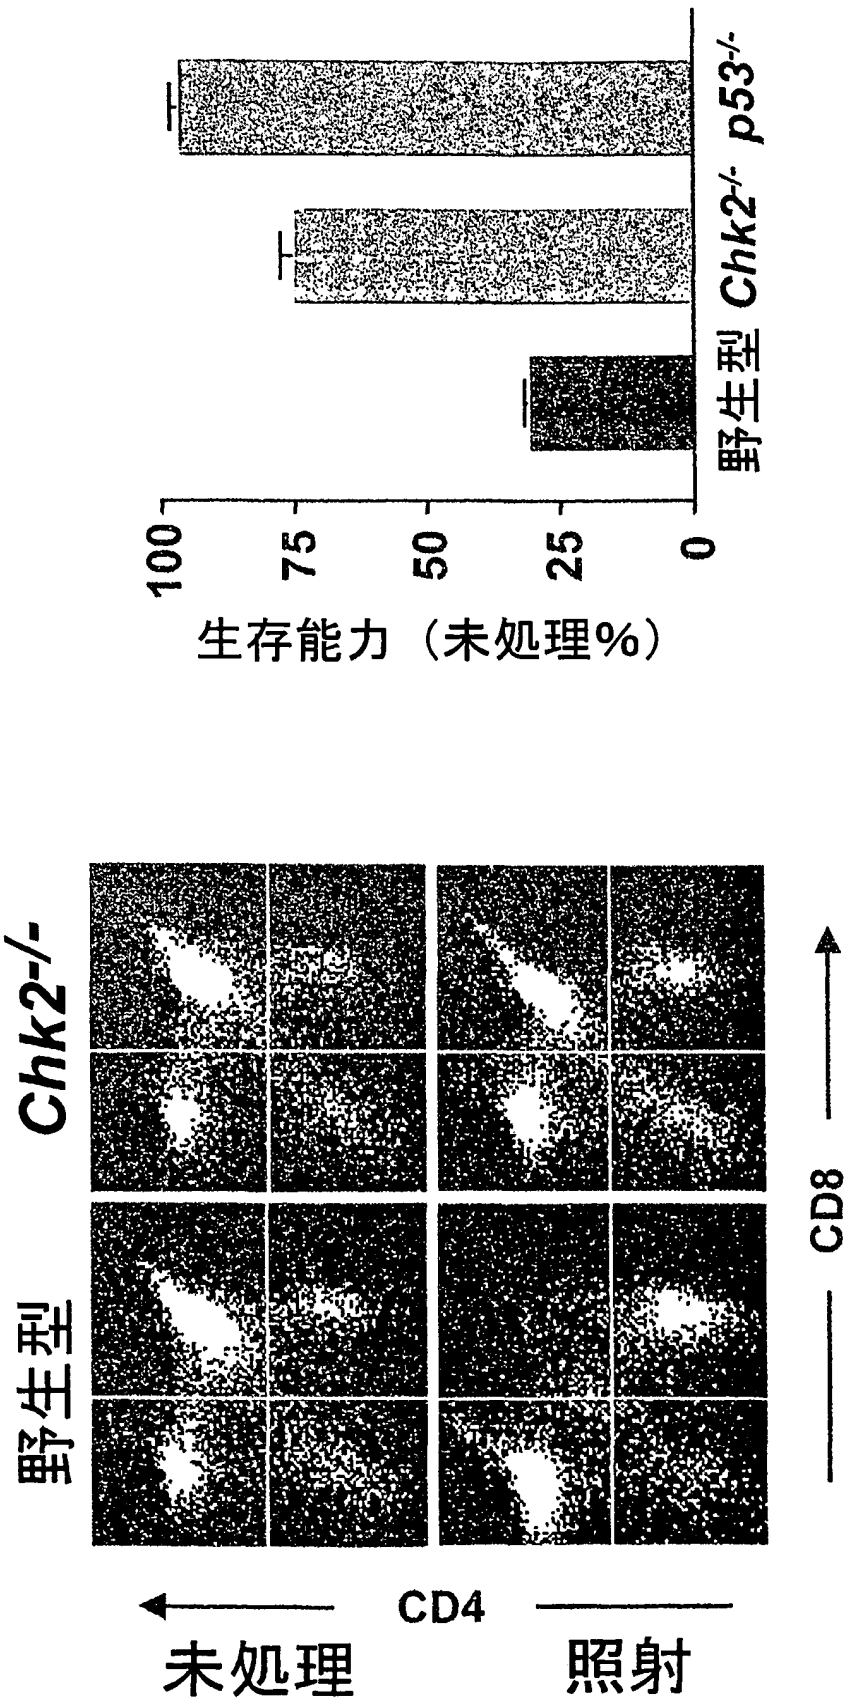 野生型 Chk2-/-
未処理
照射
CD4
CD8
生存能力（未処理%）
100
75
50
25
0
野生型 Chk2-/- p53-/-